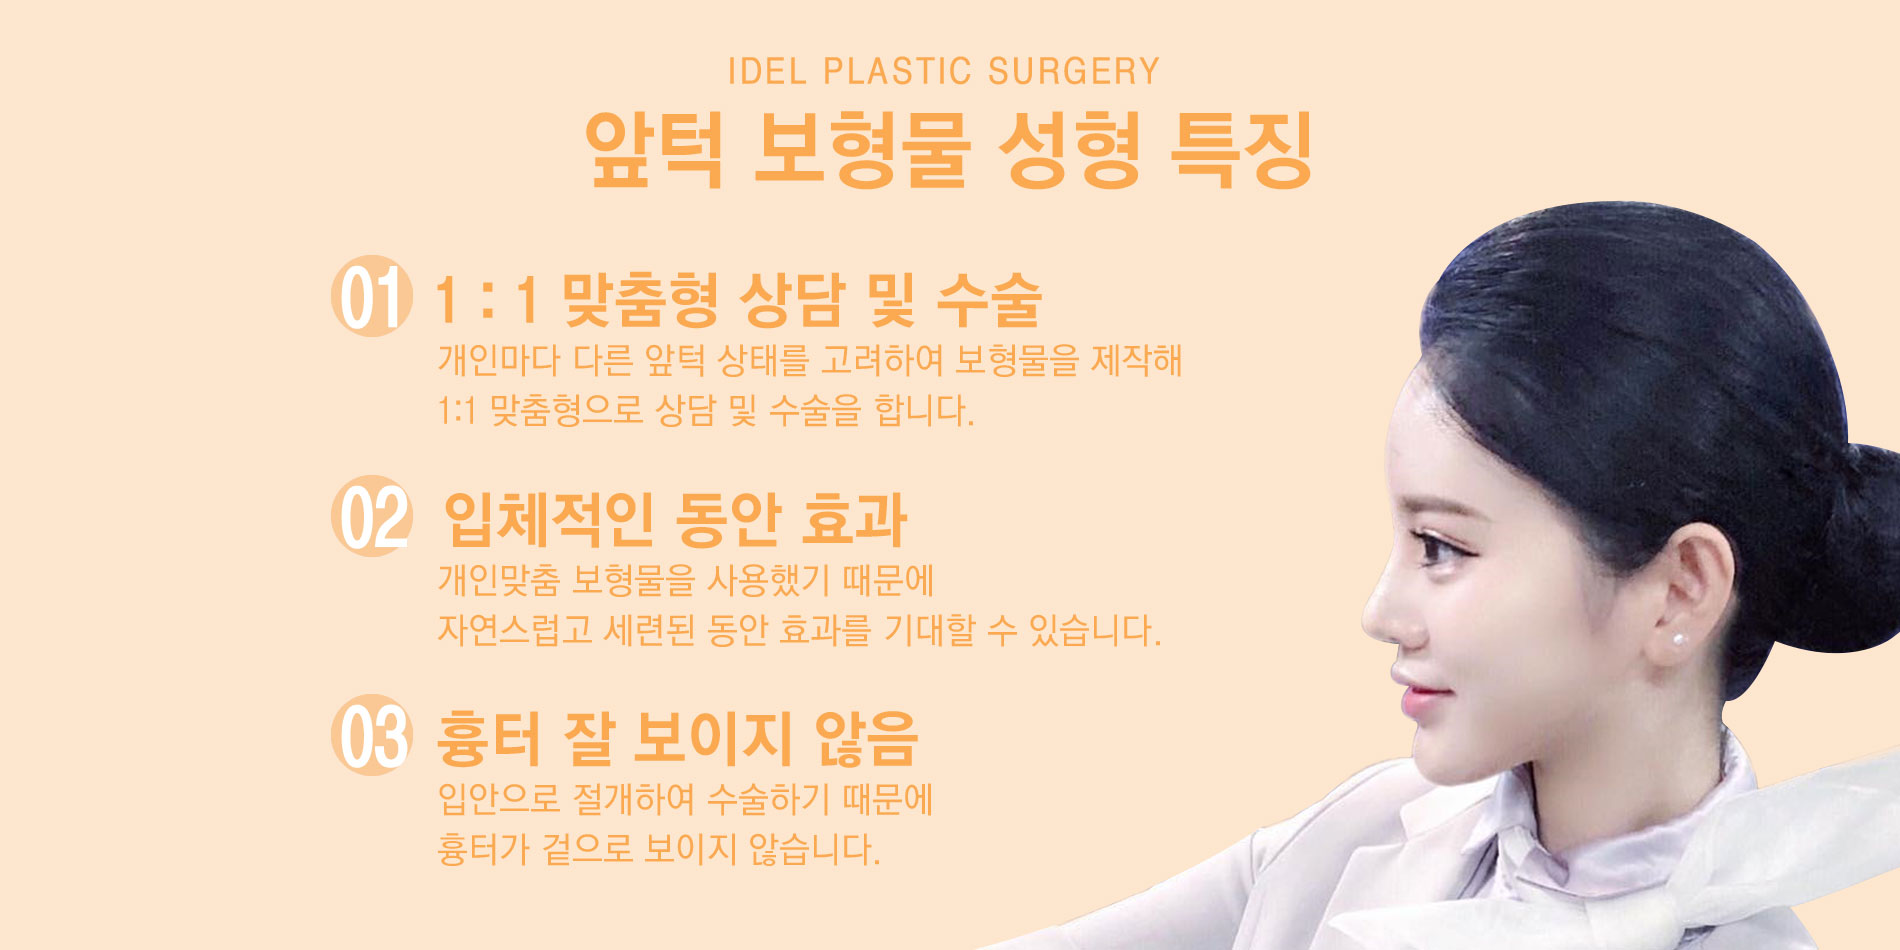 IDEL PLASTIC SURGERY
앞턱 보형물 성형 특징
01 1 : 1 맞춤형 상담 및 수술
개인마다 다른 앞턱 상태를 고려하여 보형물을 제작해
1:1 맞춤형으로 상담 및 수술을 합니다.
02 입체적인 동안 효과
개인맞춤 보형물을 사용했기 때문에
자연스럽고 세련된 동안 효과를 기대할 수 있습니다.
03 흉터 잘 보이지 않음
입안으로 절개하여 수술하기 때문에
흉터가 겉으로 보이지 않습니다.